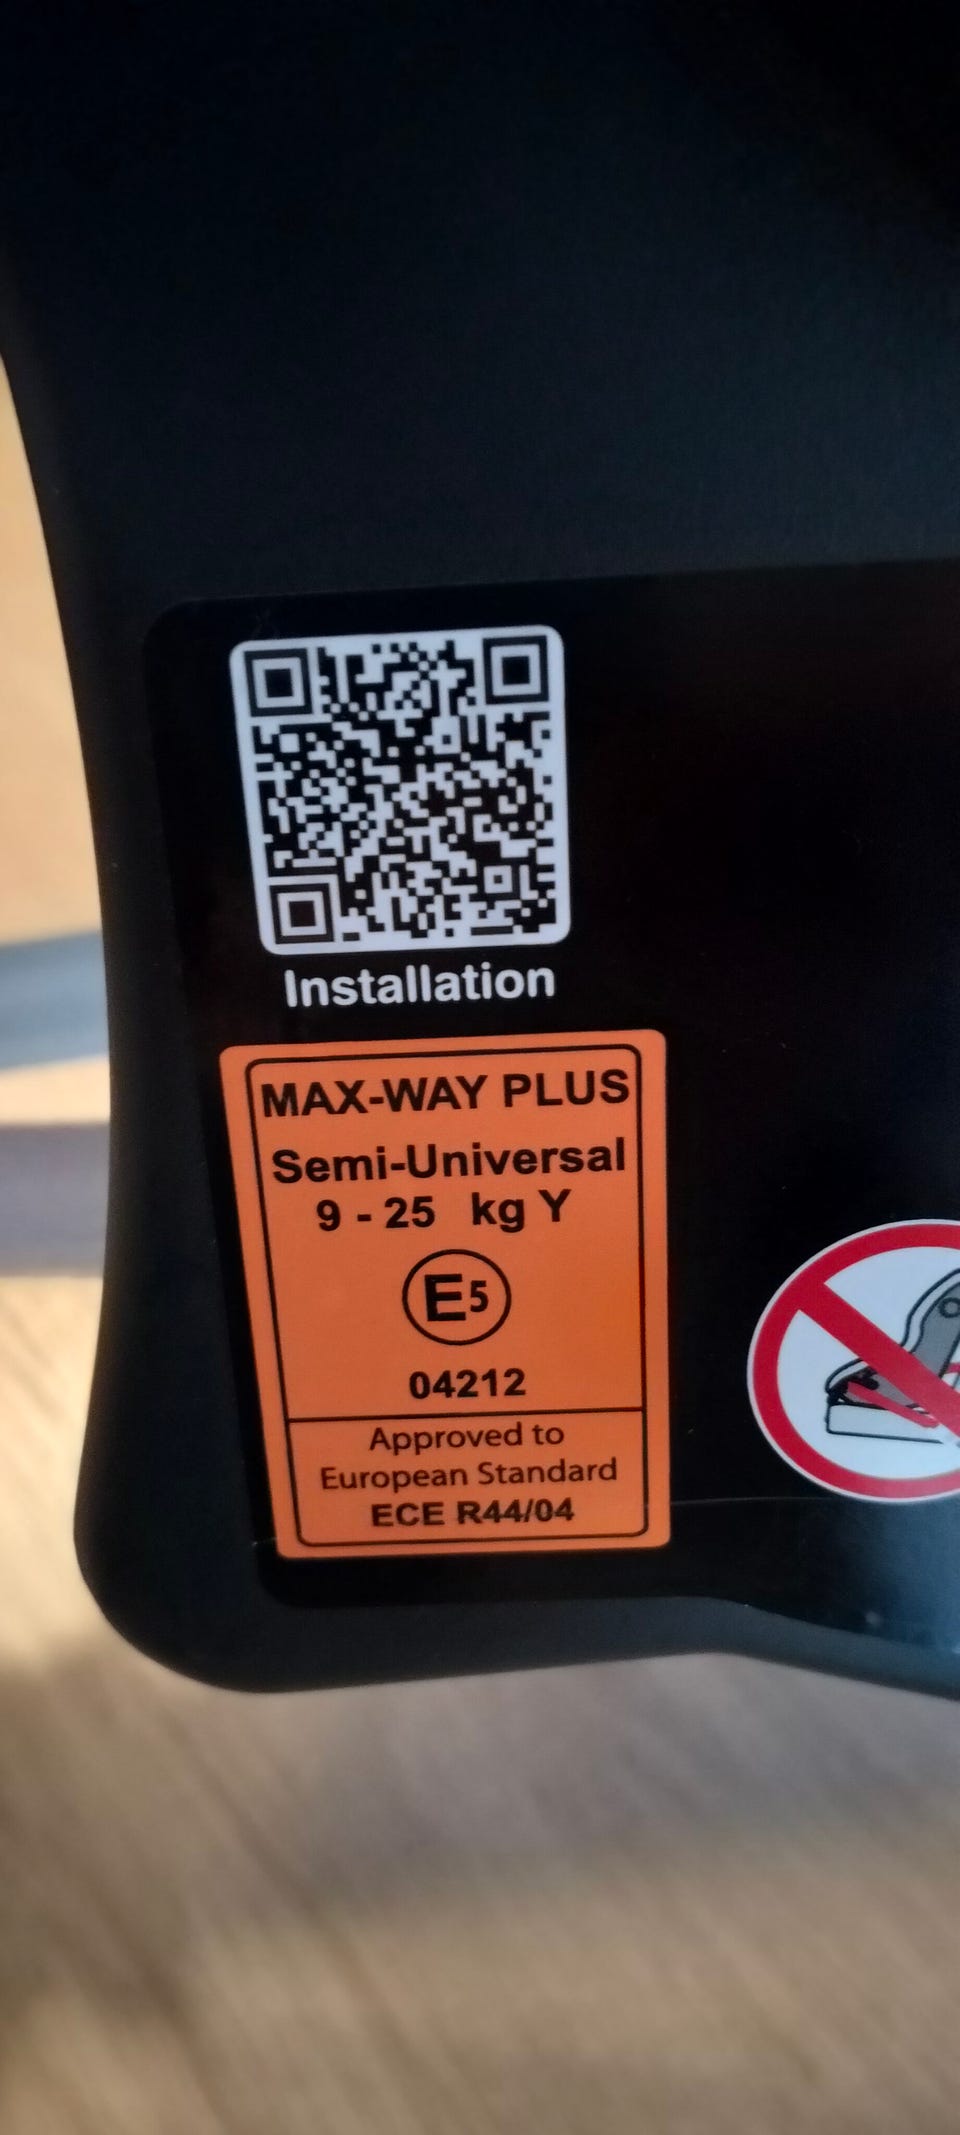 Installation
MAX-WAY PLUS
Semi-Universal
9 - 25 kg Y
E5
04212
Approved to
European Standard
ECE R44/04